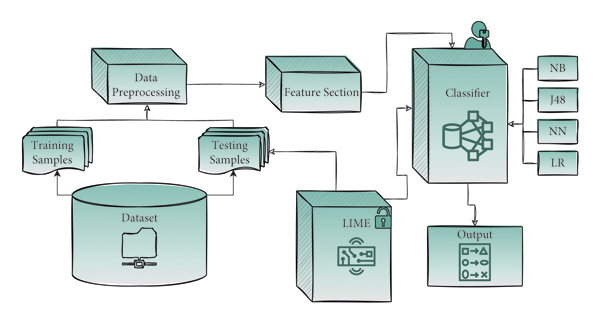 Data
Preprocessing
Feature Section
Classifier
NB
J48
NN
LR
Training
Samples
Testing
Samples
Dataset
LIME
Output